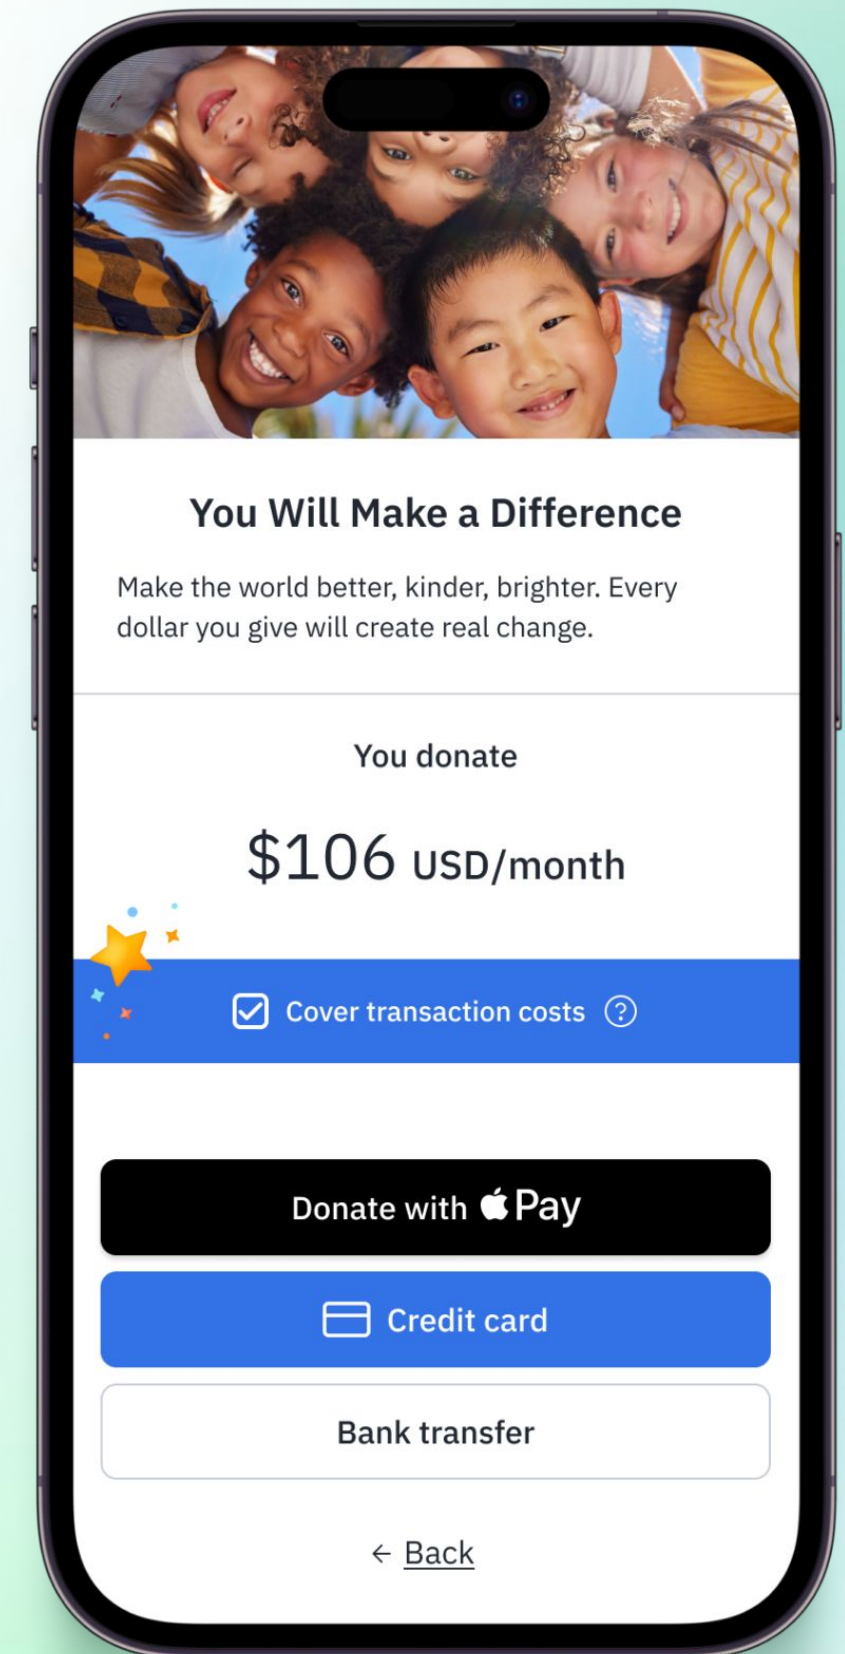 You Will Make a Difference
Make the world better, kinder, brighter. Every
dollar you give will create real change.
You donate
$106 USD/month
Cover transaction costs ?
Donate with Pay
Credit card
Bank transfer
← Back